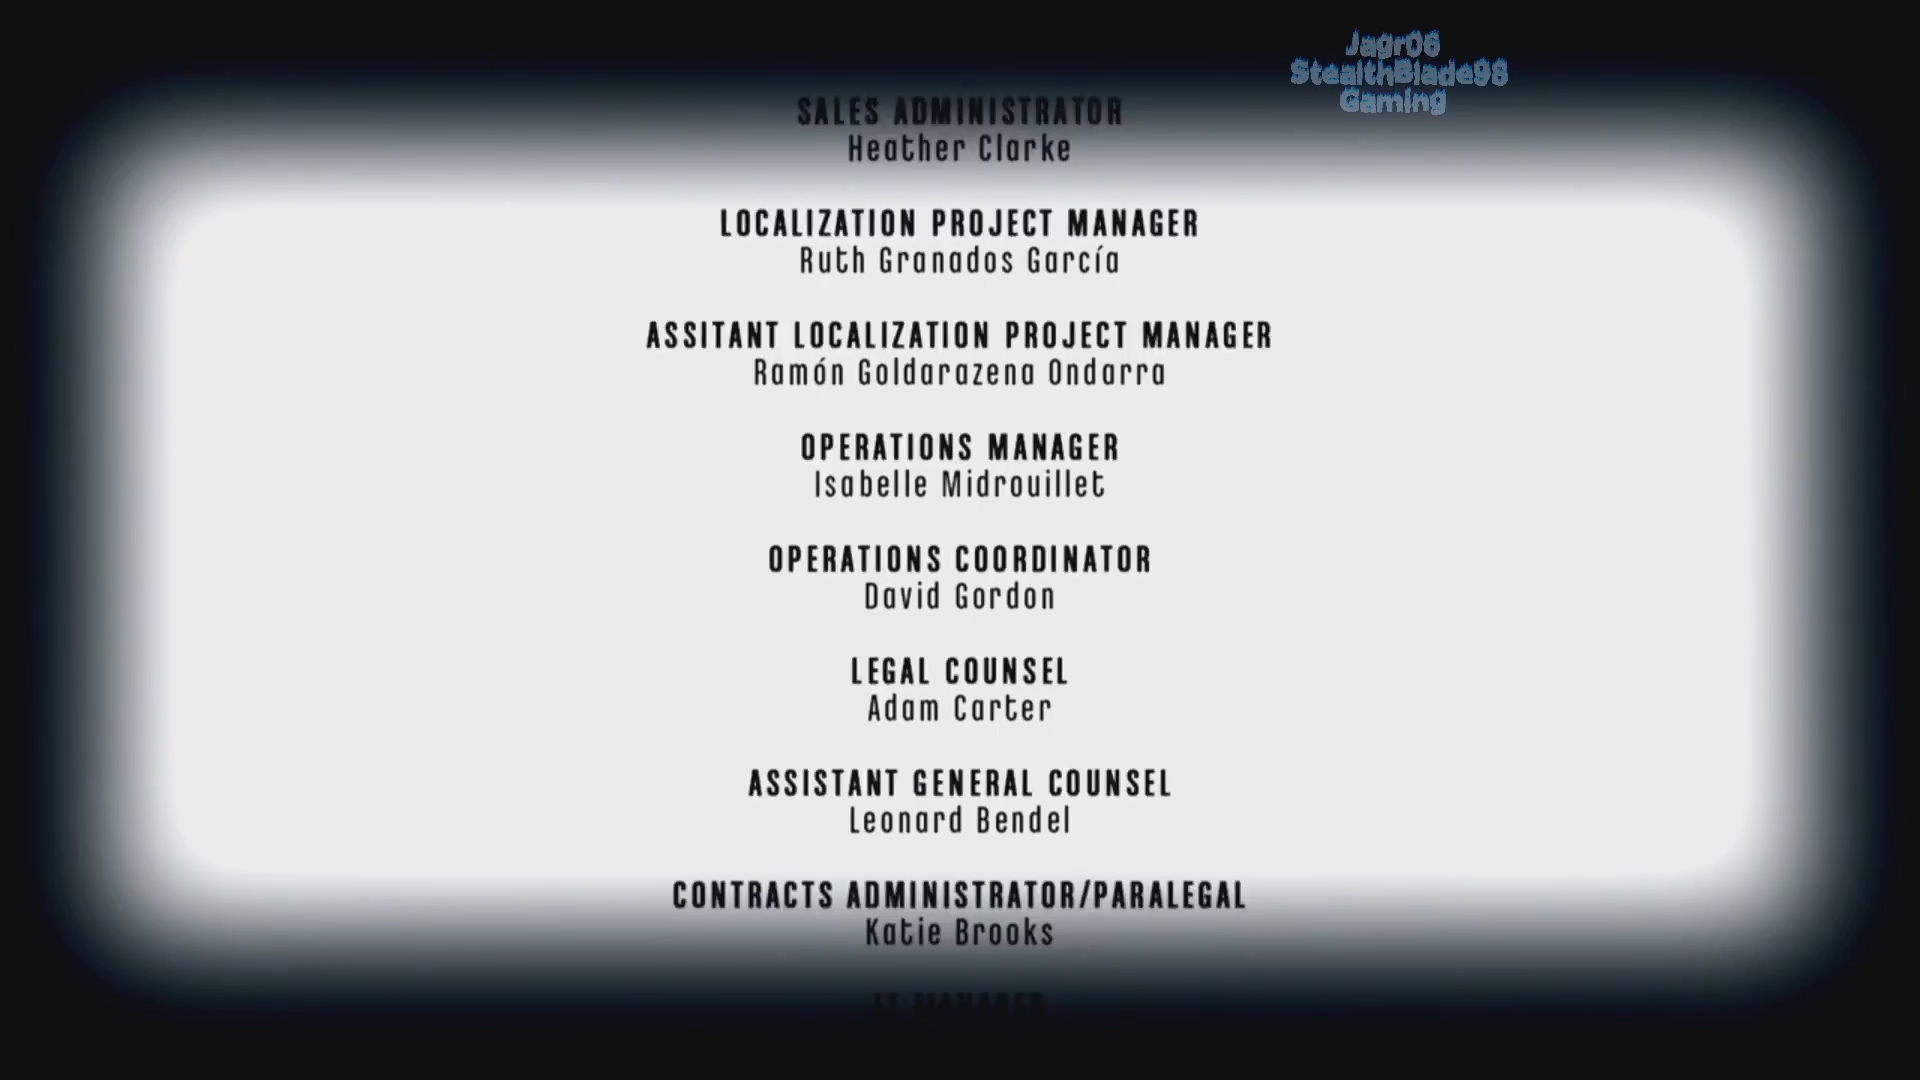 Jagr06
StealthBlade98
Gaming
SALES ADMINISTRATOR
Heather Clarke
LOCALIZATION PROJECT MANAGER
Ruth Granados García
ASSITANT LOCALIZATION PROJECT MANAGER
Ramón Goldarazena Ondarra
OPERATIONS MANAGER
Isabelle Midrouillet
OPERATIONS COORDINATOR
David Gordon
LEGAL COUNSEL
Adam Carter
ASSISTANT GENERAL COUNSEL
Leonard Bendel
CONTRACTS ADMINISTRATOR/PARALEGAL
Katie Brooks
IT MANAGER